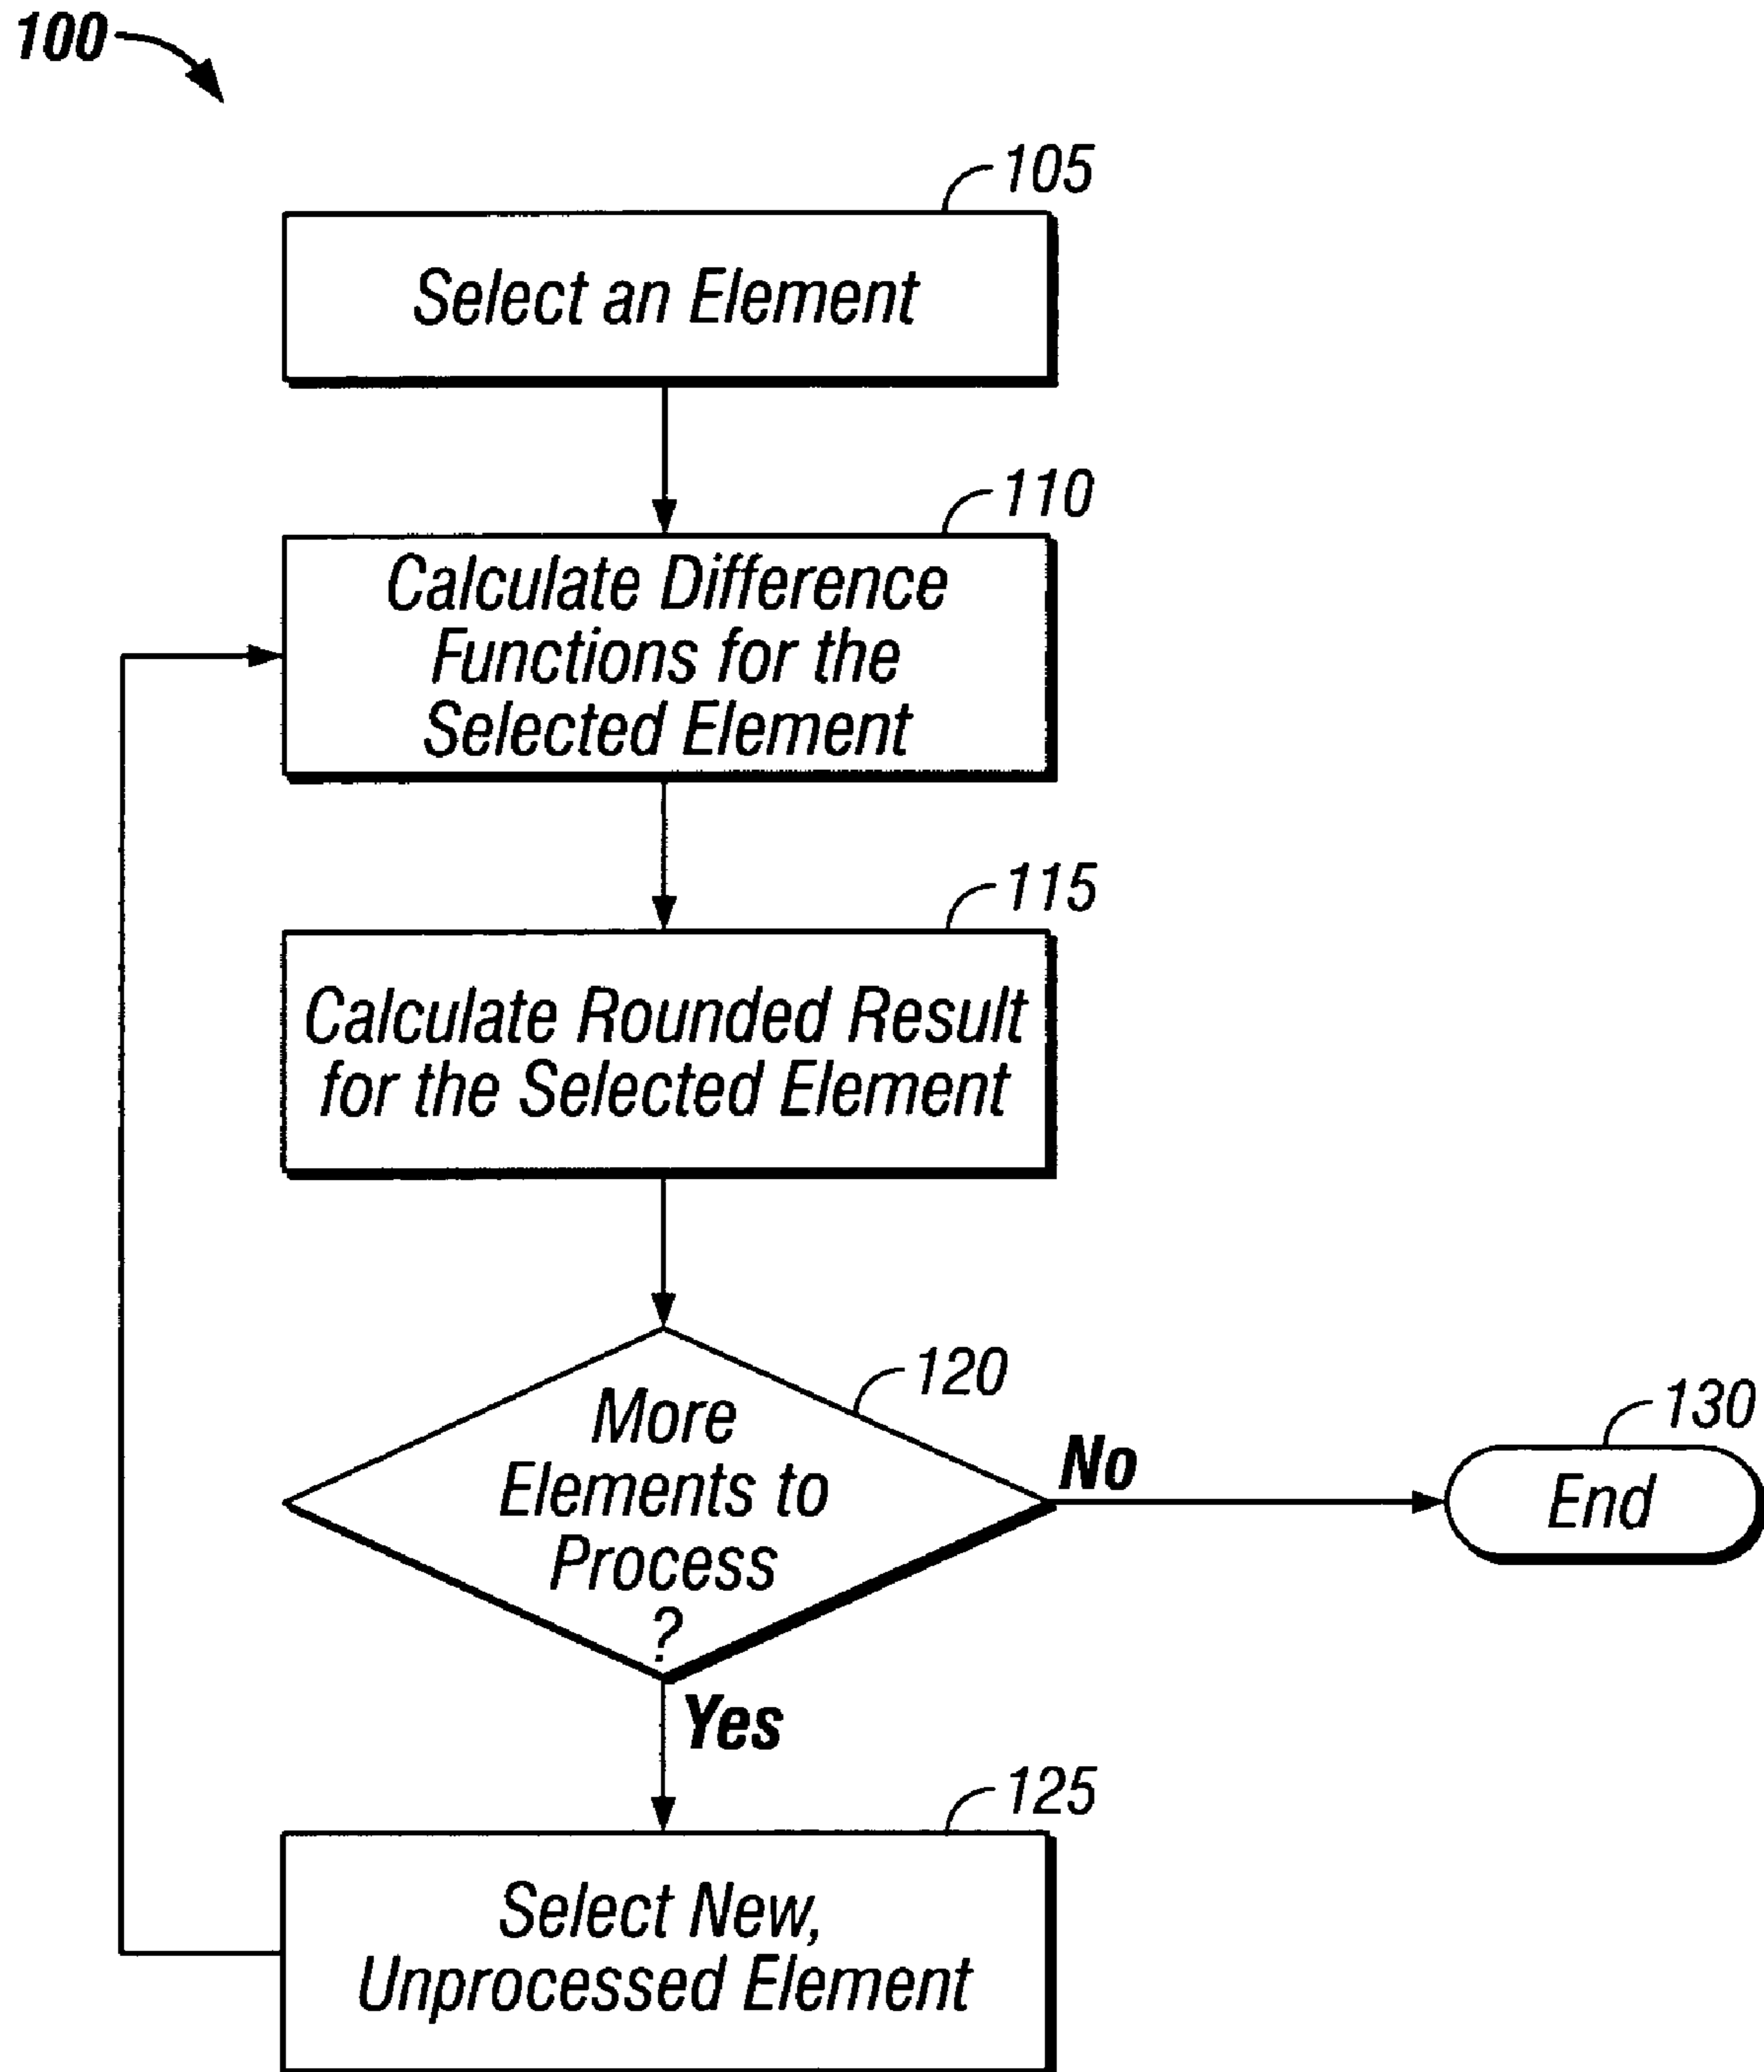 100
105
Select an Element
110
Calculate Difference
Functions for the
Selected Element
115
Calculate Rounded Result
for the Selected Element
120
More
Elements to
Process
?
No
130
End
Yes
125
Select New,
Unprocessed Element